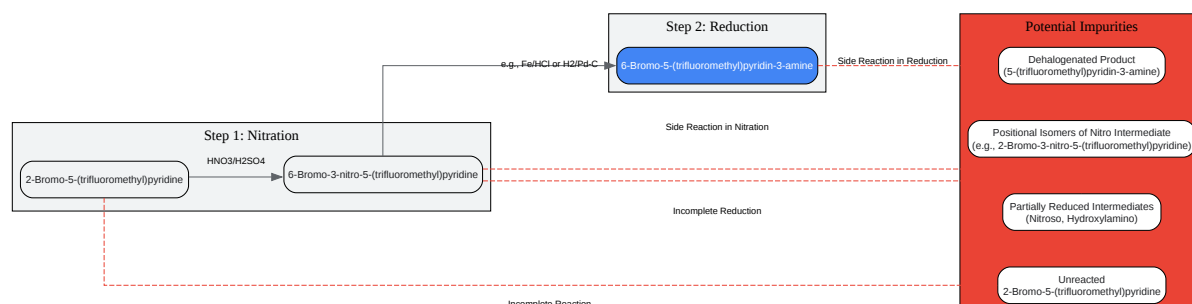 Step 2: Reduction
Potential Impurities
e.g., Fe/HCl or H2/Pd-C
6-Bromo-5-(trifluoromethyl)pyridin-3-amine
Side Reaction in Reduction
Dehalogenated Product
(5-(trifluoromethyl)pyridin-3-amine)
Step 1: Nitration
Side Reaction in Nitration
Positional Isomers of Nitro Intermediate
(e.g., 2-Bromo-3-nitro-5-(trifluoromethyl)pyridine)
HNO3/H2SO4
2-Bromo-5-(trifluoromethyl)pyridine
6-Bromo-3-nitro-5-(trifluoromethyl)pyridine
Incomplete Reduction
Partially Reduced Intermediates
(Nitroso, Hydroxylamino)
Unreacted
2-Bromo-5-(trifluoromethyl)pyridine
Incomplete Reaction